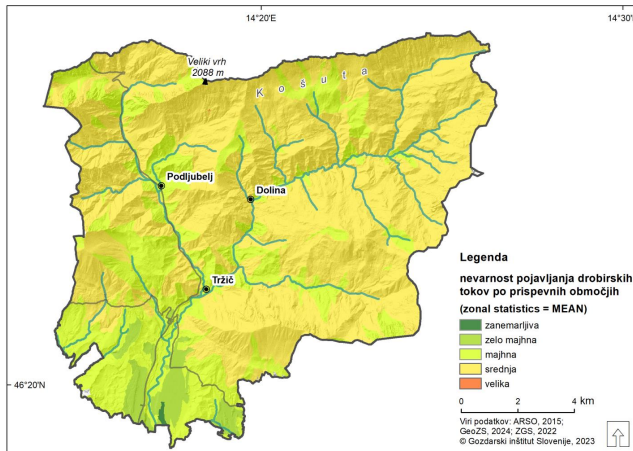 14°20'
14°30'
Veliki vrh
2088 m
Košuta
Podljubelj
Dolina
Tržič
46°20'
Legenda
nevarnost pojavljanja drobirskih
tokov po prispevnih območjih
(zonal statistics = MEAN)
zanemarljiva
zelo majhna
majhna
srednja
velika
0 2 4 km
Viri podatkov: ARSO, 2015;
GeoZS, 2024; ZGS, 2022
© Gozdarski inštitut Slovenije, 2023